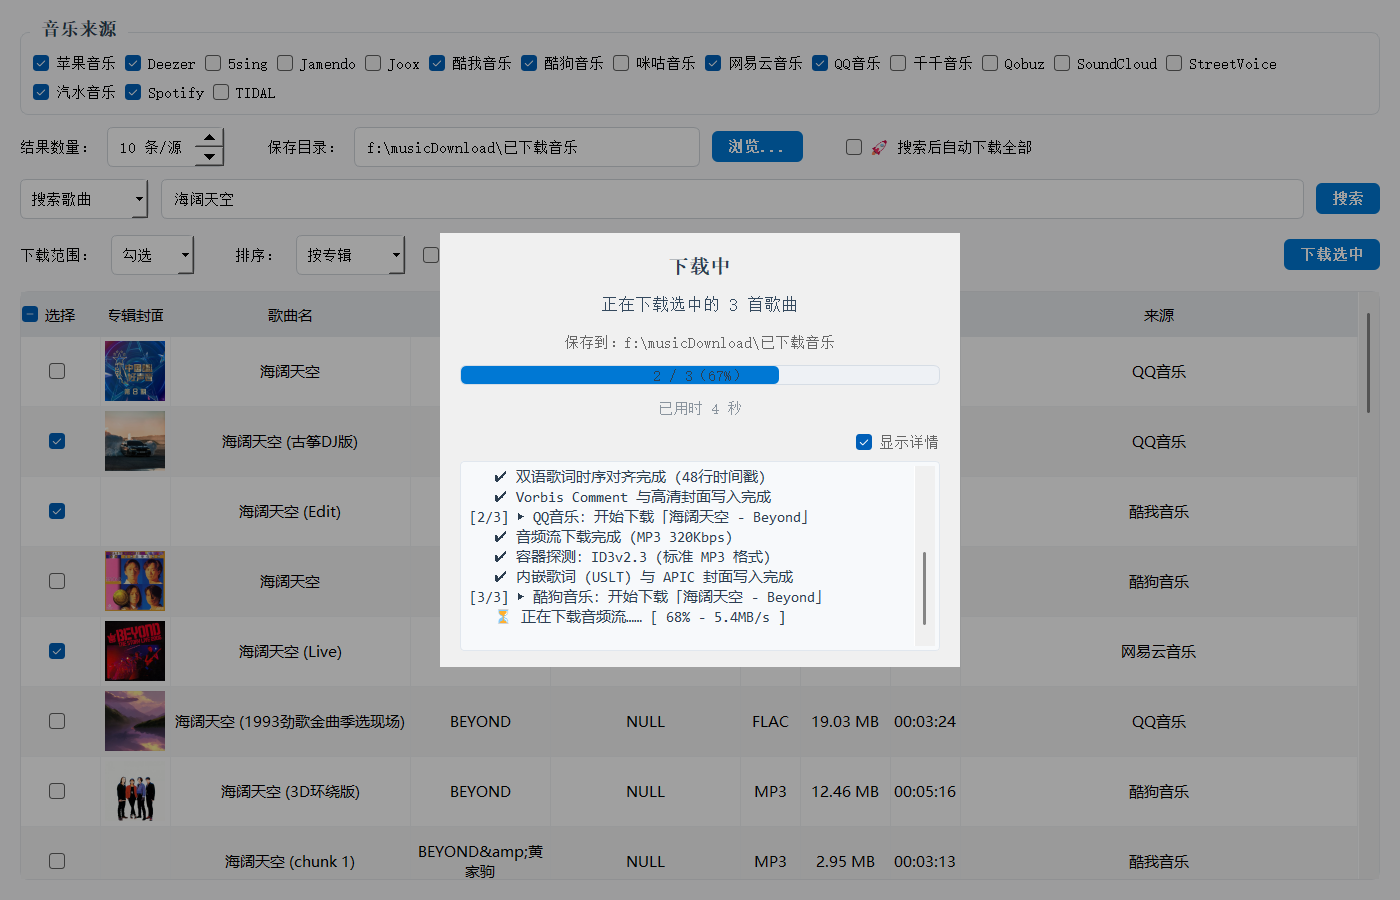 音乐来源
苹果音乐 Deezer 5sing Jamendo Joox 酷我音乐 酷狗音乐 咪咕音乐 网易云音乐 QQ音乐 千千音乐 Qobuz SoundCloud StreetVoice
汽水音乐 Spotify TIDAL
结果数量： 10 条/源 保存目录： f:\musicDownload\已下载音乐 浏览... 🚀 搜索后自动下载全部
搜索歌曲 海阔天空 搜索
下载范围： 勾选 排序： 按专辑 下载选中
选择 专辑封面 歌曲名 来源
海阔天空 QQ音乐
海阔天空 (古筝DJ版) QQ音乐
海阔天空 (Edit) 酷我音乐
海阔天空 酷狗音乐
BEYOND
海阔天空 (Live) 网易云音乐
海阔天空 (1993劲歌金曲季选现场) BEYOND NULL FLAC 19.03 MB 00:03:24 QQ音乐
海阔天空 (3D环绕版) BEYOND NULL MP3 12.46 MB 00:05:16 酷狗音乐
海阔天空 (chunk 1) BEYOND&amp;黄家驹 NULL MP3 2.95 MB 00:03:13 酷我音乐
下载中
正在下载选中的 3 首歌曲
保存到：f:\musicDownload\已下载音乐
2 / 3 (67%)
已用时 4 秒
显示详情
✔ 双语歌词时序对齐完成 (48行时间戳)
✔ Vorbis Comment 与高清封面写入完成
[2/3] ▶ QQ音乐: 开始下载「海阔天空 - Beyond」
✔ 音频流下载完成 (MP3 320Kbps)
✔ 容器探测: ID3v2.3 (标准 MP3 格式)
✔ 内嵌歌词 (USLT) 与 APIC 封面写入完成
[3/3] ▶ 酷狗音乐: 开始下载「海阔天空 - Beyond」
⏳ 正在下载音频流…… [ 68% - 5.4MB/s ]